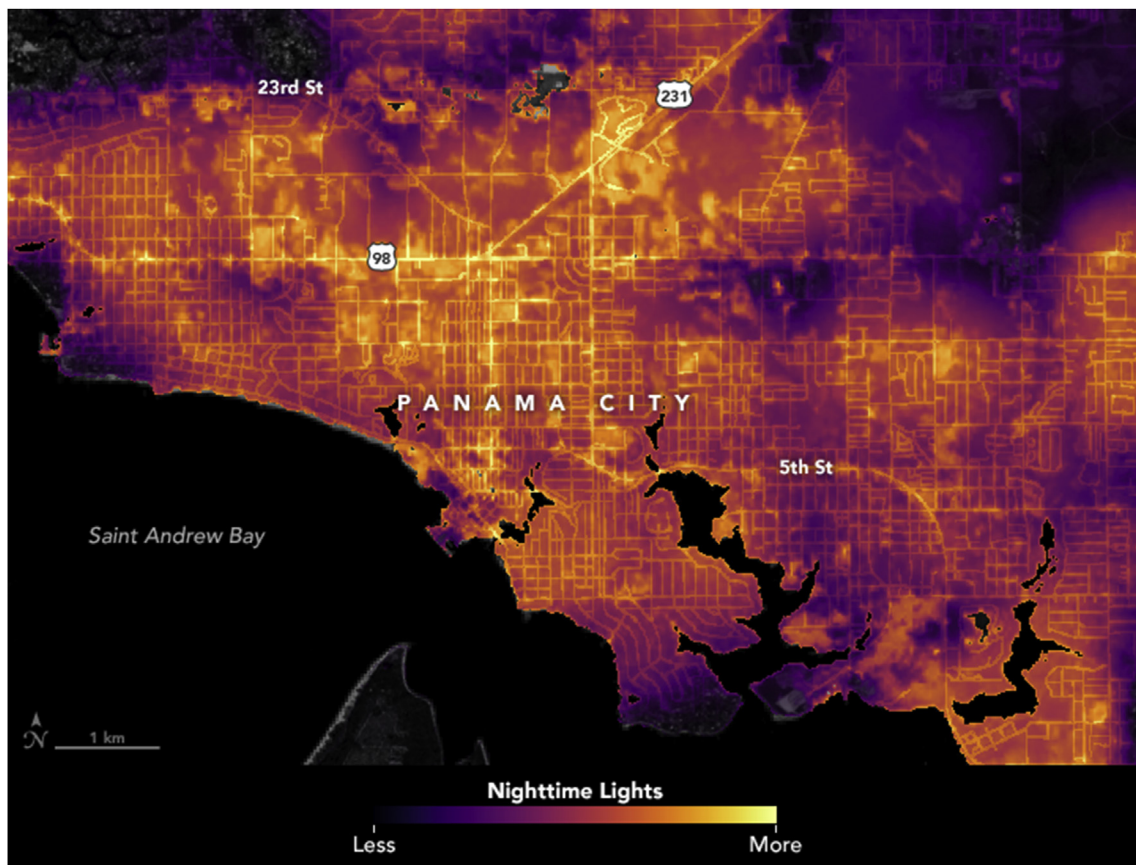 23rd St
231
98
PANAMA CITY
5th St
Saint Andrew Bay
N
1 km
Nighttime Lights
Less
More